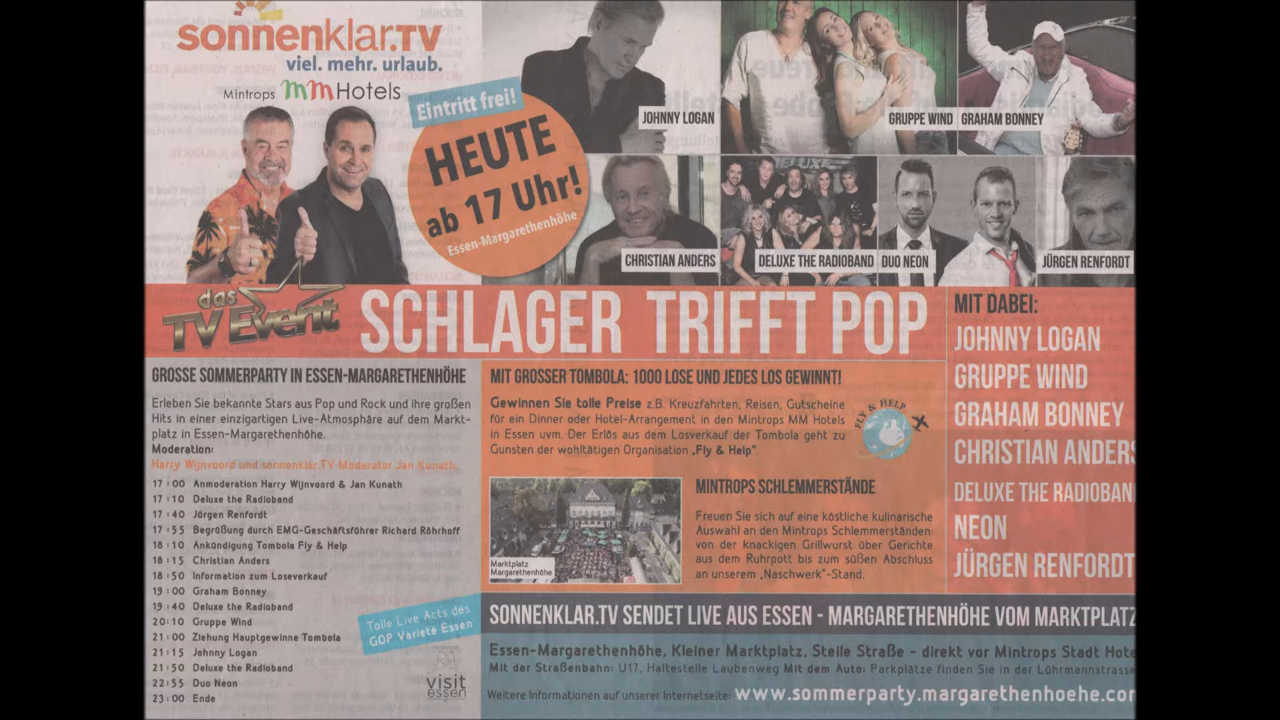 sonnenklar.TV
viel. mehr. urlaub.
Mintrops MM Hotels
Eintritt frei!
HEUTE
ab 17 Uhr!
Essen-Margarethenhöhe
JOHNNY LOGAN
GRUPPE WIND
GRAHAM BONNEY
CHRISTIAN ANDERS
DELUXE
DELUXE THE RADIOBAND
DUO NEON
JÜRGEN RENFORDT
das
TV Event
SCHLAGER TRIFFT POP
GROSSE SOMMERPARTY IN ESSEN-MARGARETHENHÖHE
Erleben Sie bekannte Stars aus Pop und Rock und ihre großen
Hits in einer einzigartigen Live-Atmosphäre auf dem Markt-
platz in Essen-Margarethenhöhe.
Moderation:
Harry Wijnvoord und sonnenklar.TV Moderator Jan Kunath.
17:00 Anmoderation Harry Wijnvoord & Jan Kunath
17:10 Deluxe the Radioband
17:40 Jürgen Renfordt
17:55 Begrüßung durch EMG-Geschäftsführer Richard Röhrhoff
18:10 Ankündigung Tombola Fly & Help
18:15 Christian Anders
18:50 Information zum Loseverkauf
19:00 Graham Bonney
19:40 Deluxe the Radioband
20:10 Gruppe Wind
21:00 Ziehung Hauptgewinne Tombola
21:15 Johnny Logan
21:50 Deluxe the Radioband
22:55 Duo Neon
23:00 Ende
Tolle Live Acts des
GOP Varieté Essen
visit
essen
MIT GROSSER TOMBOLA: 1000 LOSE UND JEDES LOS GEWINNT!
Gewinnen Sie tolle Preise z.B. Kreuzfahrten, Reisen, Gutscheine
für ein Dinner oder Hotel-Arrangement in den Mintrops MM Hotels
in Essen uvm. Der Erlös aus dem Losverkauf der Tombola geht zu
Gunsten der wohltätigen Organisation „Fly & Help".
FLY & HELP
Marktplatz
Margarethenhöhe
MINTROPS SCHLEMMERSTÄNDE
Freuen Sie sich auf eine köstliche kulinarische
Auswahl an den Mintrops Schlemmerständen:
von der knackigen Grillwurst über Gerichte
aus dem Ruhrpott bis zum süßen Abschluss
an unserem „Naschwerk"-Stand.
MIT DABEI:
JOHNNY LOGAN
GRUPPE WIND
GRAHAM BONNEY
CHRISTIAN ANDERS
DELUXE THE RADIOBAN
NEON
JÜRGEN RENFORDT
SONNENKLAR.TV SENDET LIVE AUS ESSEN - MARGARETHENHÖHE VOM MARKTPLATZ
Essen-Margarethenhöhe, Kleiner Marktplatz, Steile Straße - direkt vor Mintrops Stadt Hote
Mit der Straßenbahn: U17, Haltestelle Laubenweg Mit dem Auto: Parkplätze finden Sie in der Lührmannstrasse
Weitere Informationen auf unserer Internetseite: www.sommerparty.margarethenhoehe.com